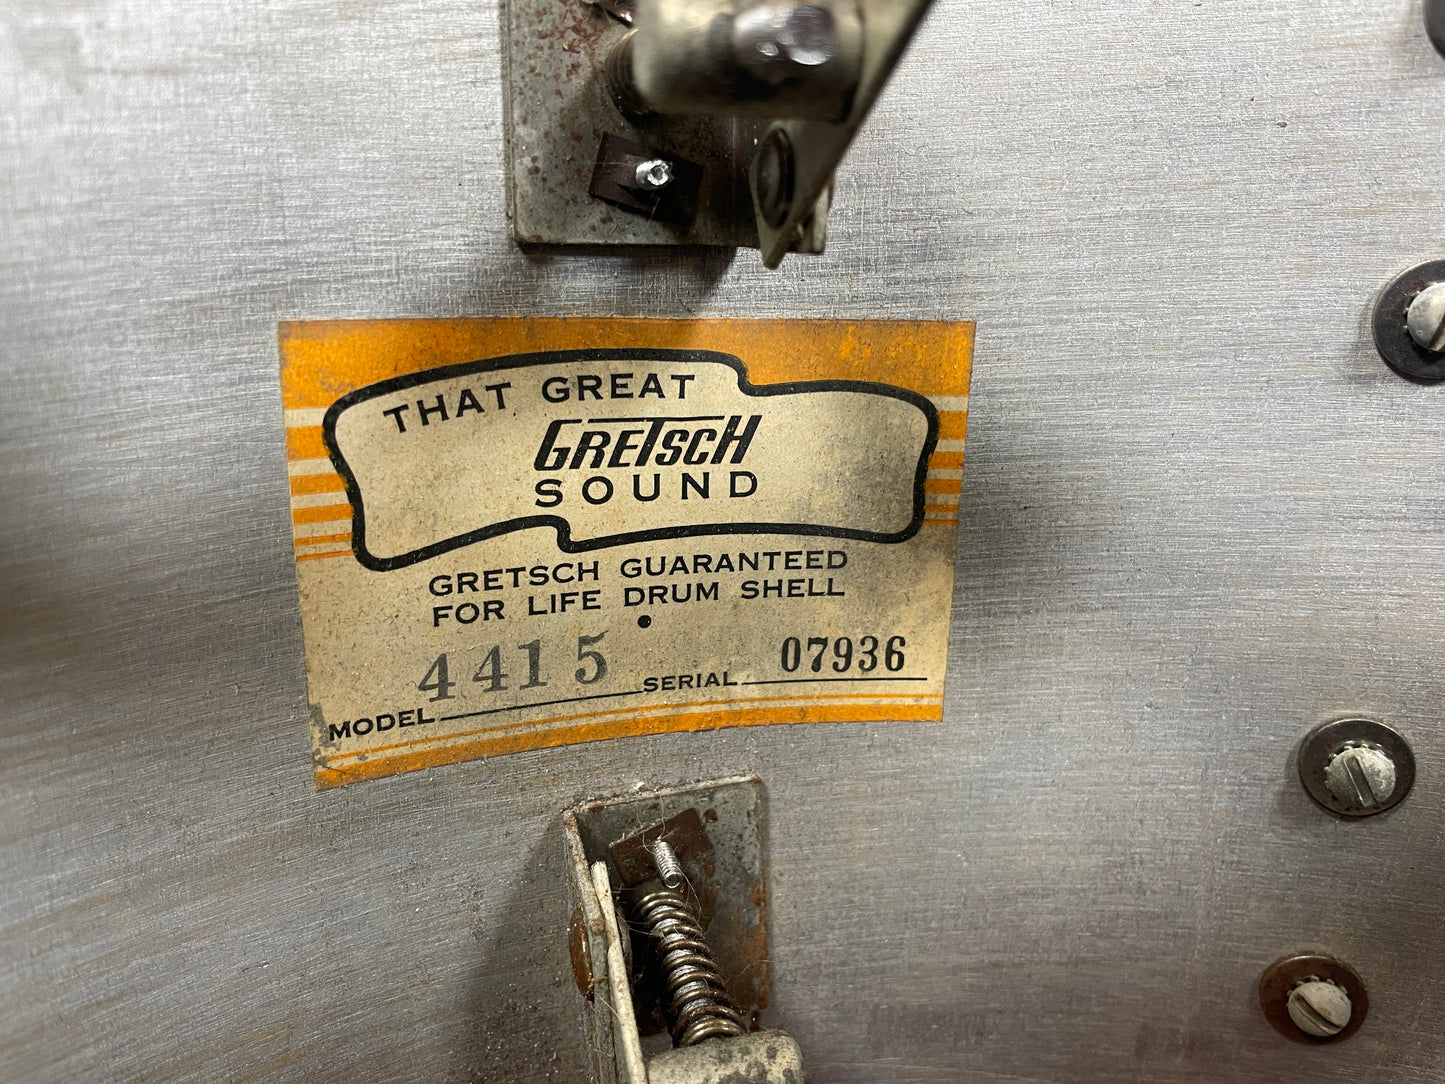 THAT GREAT
GRETSCH
SOUND
GRETSCH GUARANTEED
FOR LIFE DRUM SHELL
MODEL 4415 SERIAL 07936